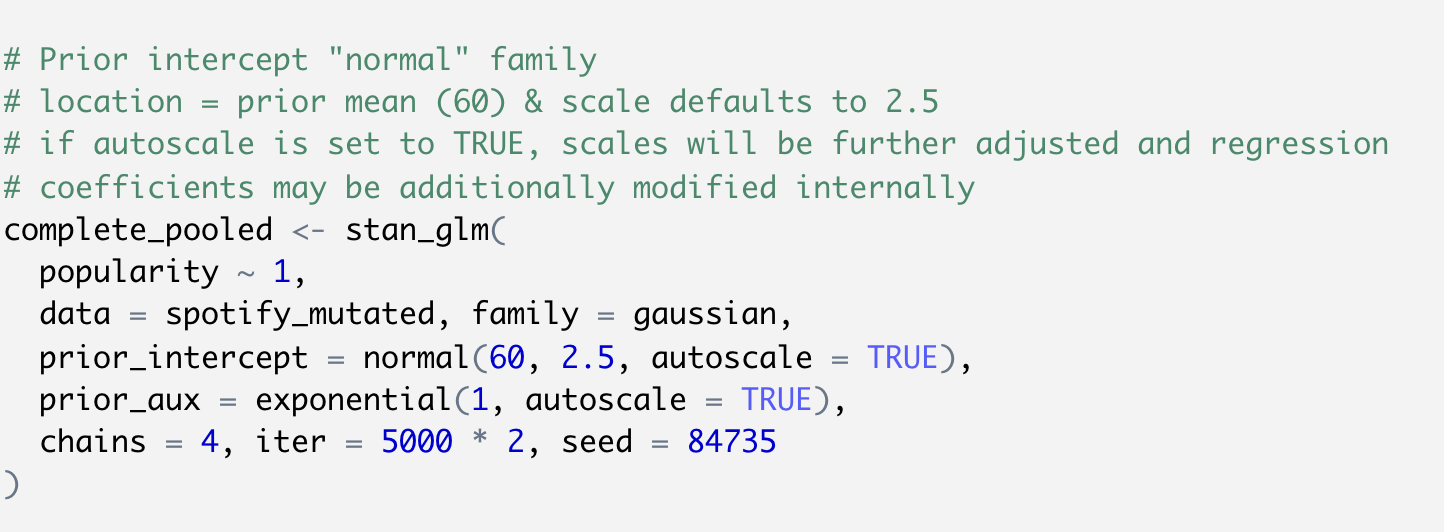 # Prior intercept "normal" family
# location = prior mean (60) & scale defaults to 2.5
# if autoscale is set to TRUE, scales will be further adjusted and regression
# coefficients may be additionally modified internally
complete_pooled <- stan_glm(
  popularity ~ 1,
  data = spotify_mutated, family = gaussian,
  prior_intercept = normal(60, 2.5, autoscale = TRUE),
  prior_aux = exponential(1, autoscale = TRUE),
  chains = 4, iter = 5000 * 2, seed = 84735
)